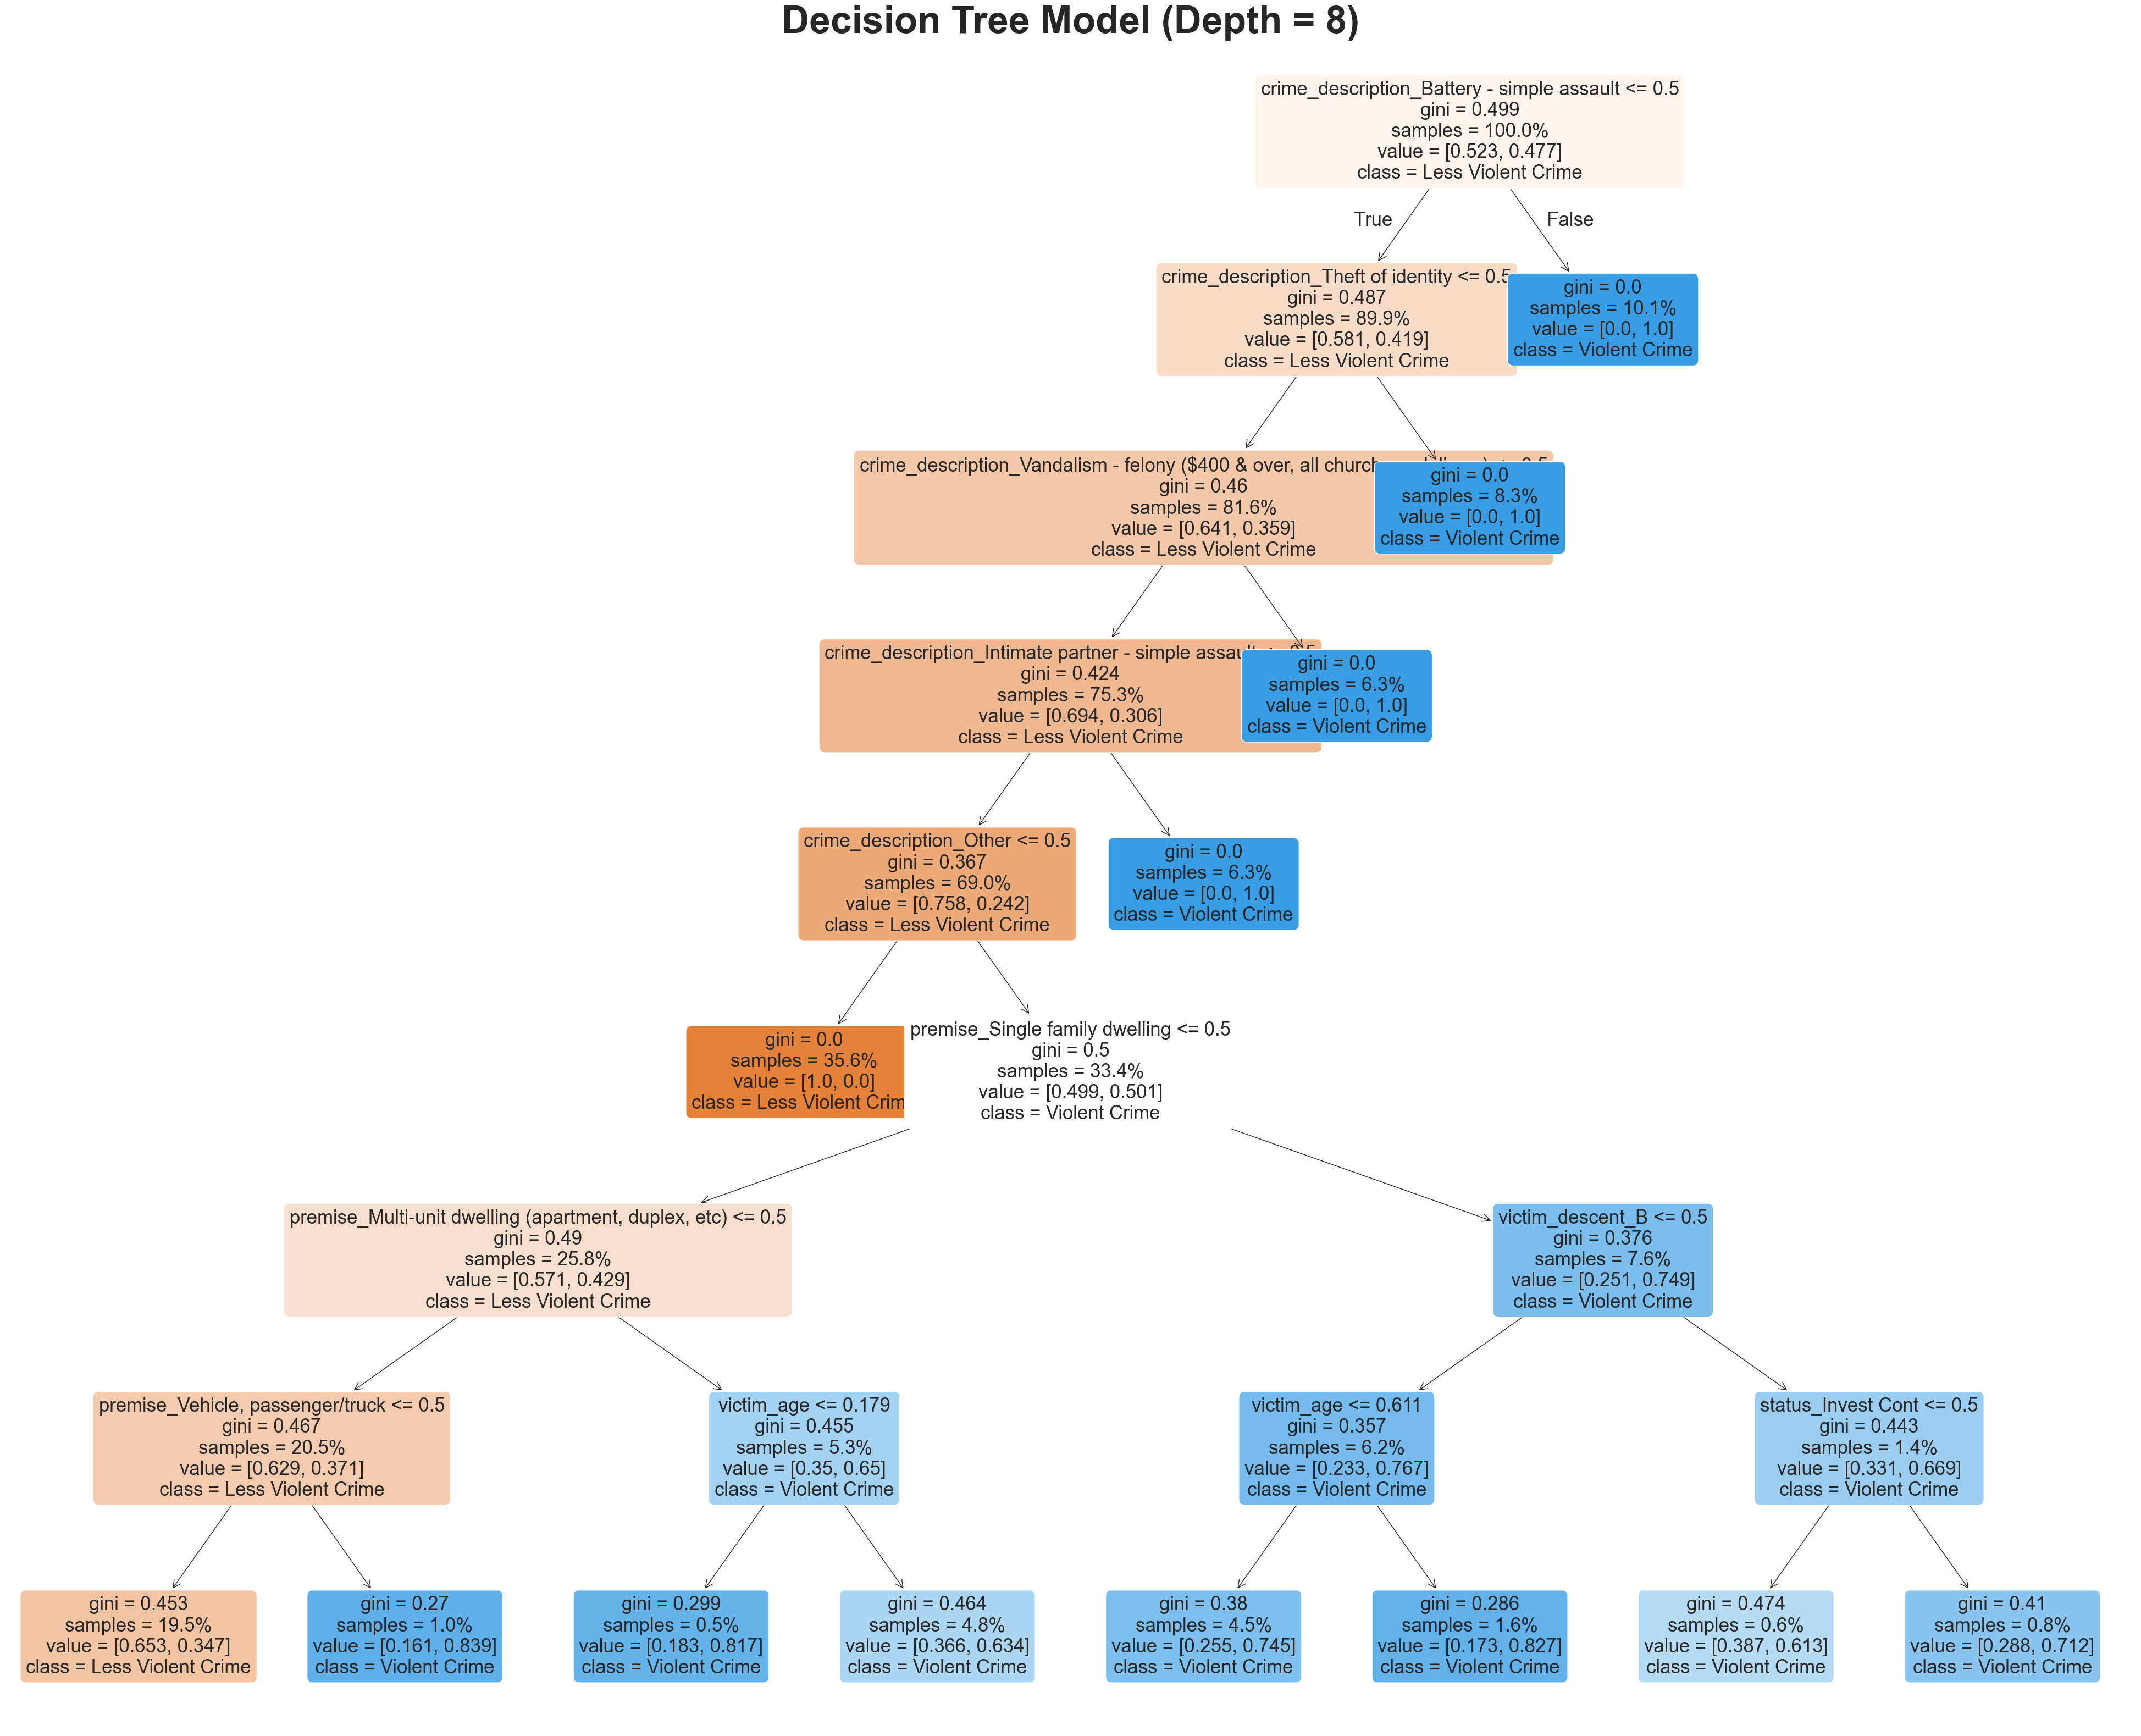 Decision Tree Model (Depth = 8)
crime_description_Battery - simple assault <= 0.5
gini = 0.499
samples = 100.0%
value = [0.523, 0.477]
class = Less Violent Crime
True
False
crime_description_Theft of identity <= 0.5
gini = 0.487
samples = 89.9%
value = [0.581, 0.419]
class = Less Violent Crime
gini = 0.0
samples = 10.1%
value = [0.0, 1.0]
class = Violent Crime
crime_description_Vandalism - felony ($400 & over, all church
gini = 0.46
samples = 81.6%
value = [0.641, 0.359]
class = Less Violent Crime
gini = 0.0
samples = 8.3%
value = [0.0, 1.0]
class = Violent Crime
crime_description_Intimate partner - simple assault
gini = 0.424
samples = 75.3%
value = [0.694, 0.306]
class = Less Violent Crime
gini = 0.0
samples = 6.3%
value = [0.0, 1.0]
class = Violent Crime
crime_description_Other <= 0.5
gini = 0.367
samples = 69.0%
value = [0.758, 0.242]
class = Less Violent Crime
gini = 0.0
samples = 6.3%
value = [0.0, 1.0]
class = Violent Crime
gini = 0.0
samples = 35.6%
value = [1.0, 0.0]
class = Less Violent Crim
premise_Single family dwelling <= 0.5
gini = 0.5
samples = 33.4%
value = [0.499, 0.501]
class = Violent Crime
premise_Multi-unit dwelling (apartment, duplex, etc) <= 0.5
gini = 0.49
samples = 25.8%
value = [0.571, 0.429]
class = Less Violent Crime
victim_descent_B <= 0.5
gini = 0.376
samples = 7.6%
value = [0.251, 0.749]
class = Violent Crime
premise_Vehicle, passenger/truck <= 0.5
gini = 0.467
samples = 20.5%
value = [0.629, 0.371]
class = Less Violent Crime
victim_age <= 0.179
gini = 0.455
samples = 5.3%
value = [0.35, 0.65]
class = Violent Crime
victim_age <= 0.611
gini = 0.357
samples = 6.2%
value = [0.233, 0.767]
class = Violent Crime
status_Invest Cont <= 0.5
gini = 0.443
samples = 1.4%
value = [0.331, 0.669]
class = Violent Crime
gini = 0.453
samples = 19.5%
value = [0.653, 0.347]
class = Less Violent Crime
gini = 0.27
samples = 1.0%
value = [0.161, 0.839]
class = Violent Crime
gini = 0.299
samples = 0.5%
value = [0.183, 0.817]
class = Violent Crime
gini = 0.464
samples = 4.8%
value = [0.366, 0.634]
class = Violent Crime
gini = 0.38
samples = 4.5%
value = [0.255, 0.745]
class = Violent Crime
gini = 0.286
samples = 1.6%
value = [0.173, 0.827]
class = Violent Crime
gini = 0.474
samples = 0.6%
value = [0.387, 0.613]
class = Violent Crime
gini = 0.41
samples = 0.8%
value = [0.288, 0.712]
class = Violent Crime